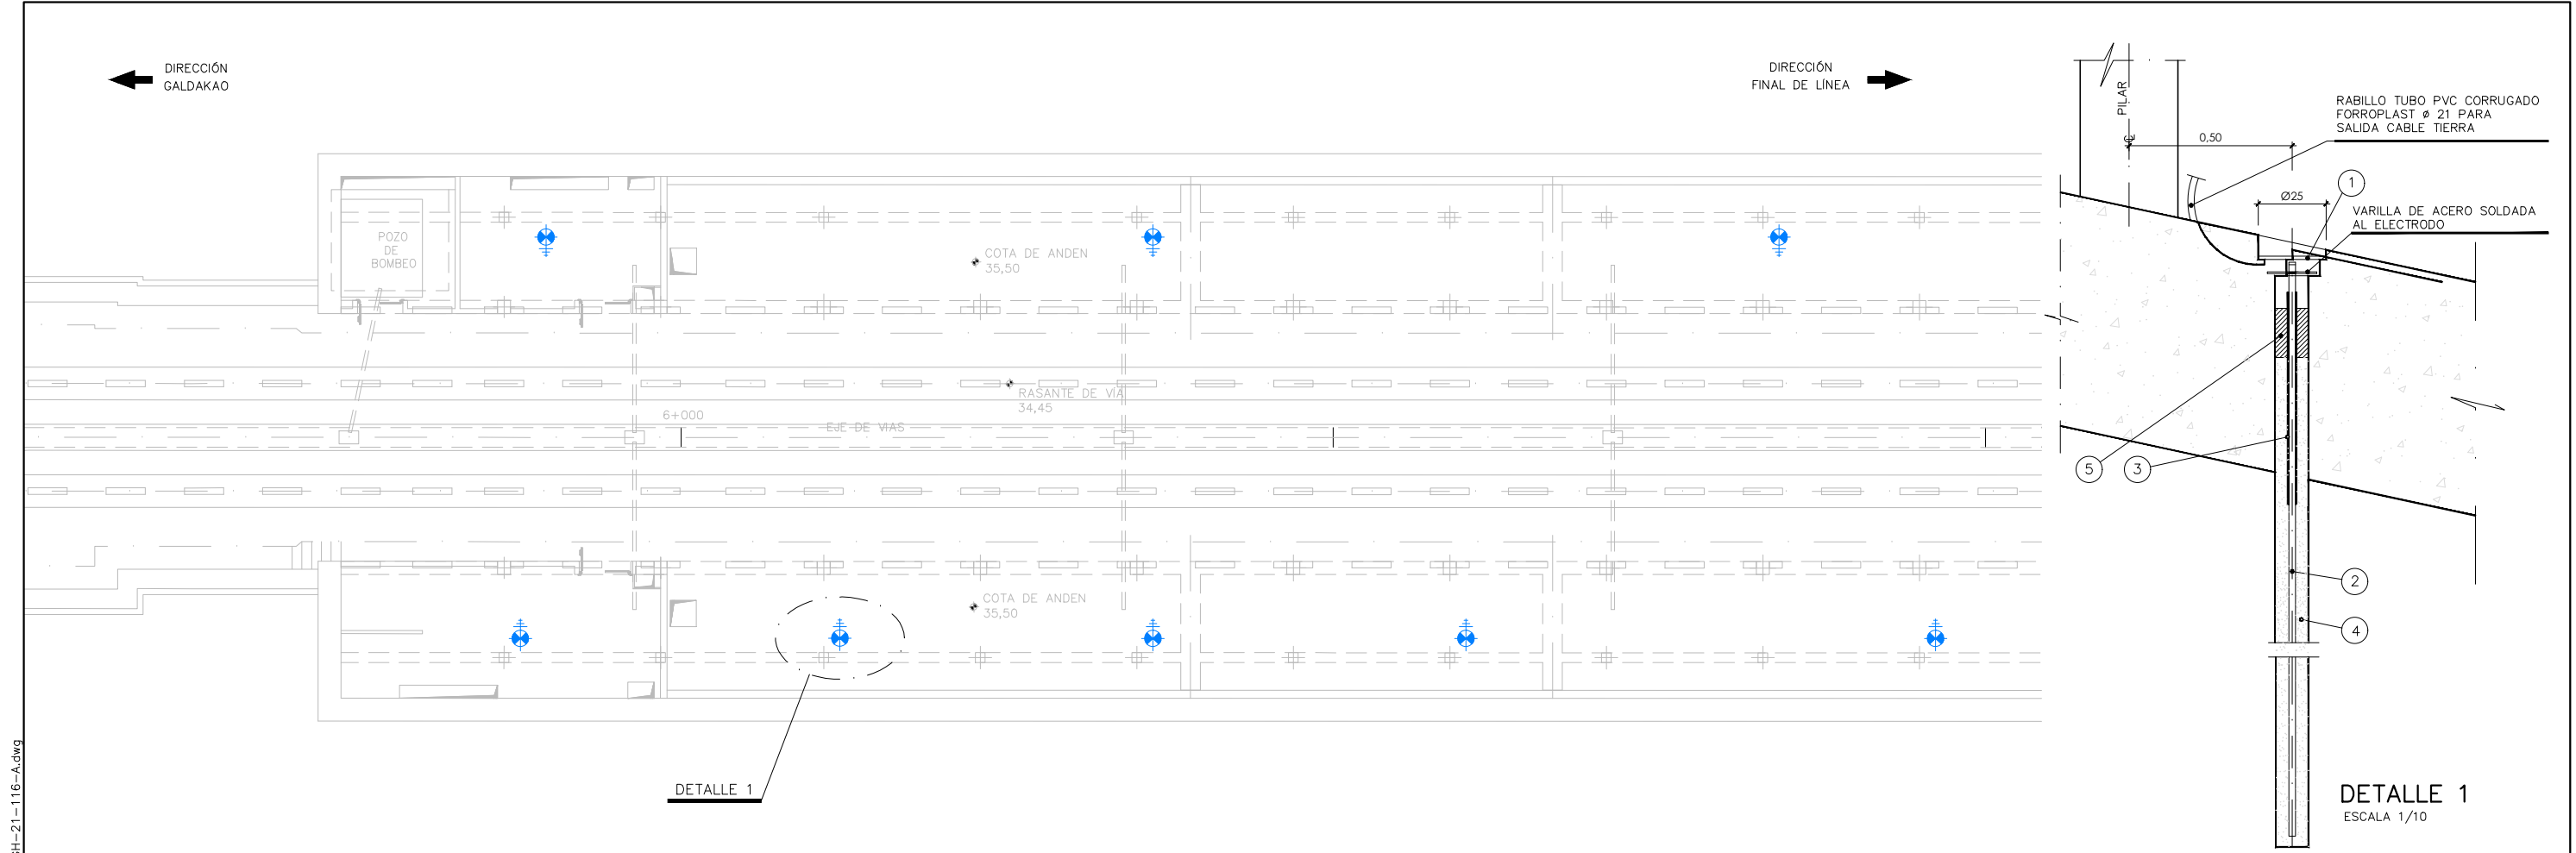 DIRECCIÓN
GALDAKAO
DIRECCIÓN
FINAL DE LÍNEA
POZO
DE
BOMBEO
COTA DE ANDEN
35,50
RASANTE DE VÍA
34,45
6+000
EJE DE VIAS
COTA DE ANDEN
35,50
DETALLE 1
PILAR
0,50
RABILLO TUBO PVC CORRUGADO
FORROPLAST ø 21 PARA
SALIDA CABLE TIERRA
1
Ø25
VARILLA DE ACERO SOLDADA
AL ELECTRODO
5
3
2
4
DETALLE 1
ESCALA 1/10
H-21-116-A.dwg